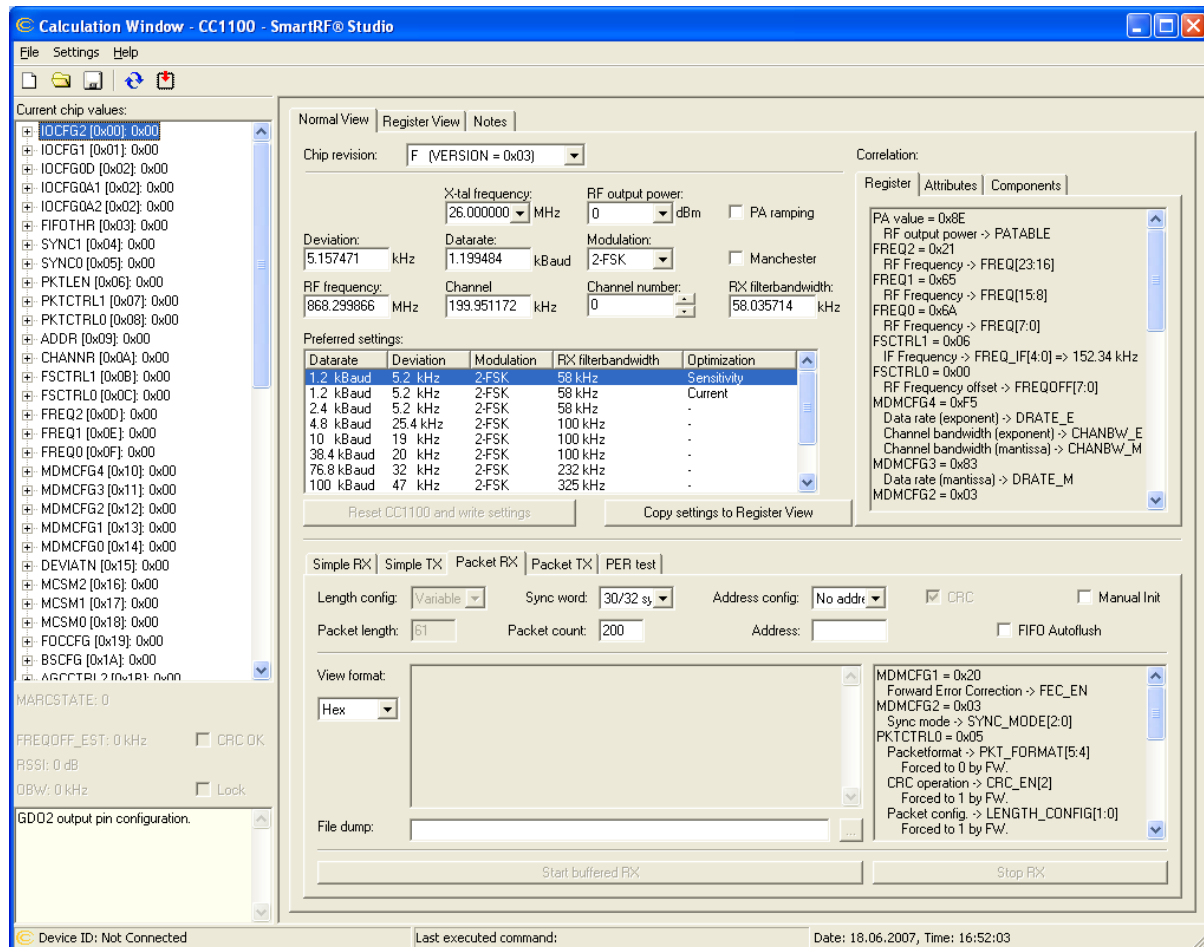 Calculation Window - CC1100 - SmartRF® Studio
File Settings Help
Current chip values:
IOCFG2 [0x00]: 0x00
IOCFG1 [0x01]: 0x00
IOCFG0D [0x02]: 0x00
IOCFG0A1 [0x02]: 0x00
IOCFG0A2 [0x02]: 0x00
FIFOTHR [0x03]: 0x00
SYNC1 [0x04]: 0x00
SYNC0 [0x05]: 0x00
PKTLEN [0x06]: 0x00
PKTCTRL1 [0x07]: 0x00
PKTCTRL0 [0x08]: 0x00
ADDR [0x09]: 0x00
CHANNR [0x0A]: 0x00
FSCTRL1 [0x0B]: 0x00
FSCTRL0 [0x0C]: 0x00
FREQ2 [0x0D]: 0x00
FREQ1 [0x0E]: 0x00
FREQ0 [0x0F]: 0x00
MDMCFG4 [0x10]: 0x00
MDMCFG3 [0x11]: 0x00
MDMCFG2 [0x12]: 0x00
MDMCFG1 [0x13]: 0x00
MDMCFG0 [0x14]: 0x00
DEVIATN [0x15]: 0x00
MCSM2 [0x16]: 0x00
MCSM1 [0x17]: 0x00
MCSM0 [0x18]: 0x00
FOCCFG [0x19]: 0x00
BSCFG [0x1A]: 0x00
AGCCTRL2 [0x1B]: 0x00
MARCSTATE: 0
FREQOFF_EST: 0 kHz CRC OK
RSSI: 0 dB
OBW: 0 kHz Lock
GDO2 output pin configuration.
Normal View Register View Notes
Chip revision: F (VERSION = 0x03)
X-tal frequency: RF output power:
26.000000 MHz 0 dBm PA ramping
Deviation: Datarate: Modulation:
5.157471 kHz 1.199484 kBaud 2-FSK Manchester
RF frequency: Channel Channel number: RX filterbandwidth:
868.299866 MHz 199.951172 kHz 0 58.035714 kHz
Preferred settings:
Datarate Deviation Modulation RX filterbandwidth Optimization
1.2 kBaud 5.2 kHz 2-FSK 58 kHz Sensitivity
1.2 kBaud 5.2 kHz 2-FSK 58 kHz Current
2.4 kBaud 5.2 kHz 2-FSK 58 kHz -
4.8 kBaud 25.4 kHz 2-FSK 100 kHz -
10 kBaud 19 kHz 2-FSK 100 kHz -
38.4 kBaud 20 kHz 2-FSK 100 kHz -
76.8 kBaud 32 kHz 2-FSK 232 kHz -
100 kBaud 47 kHz 2-FSK 325 kHz -
Reset CC1100 and write settings Copy settings to Register View
Correlation:
Register Attributes Components
PA value = 0x8E
RF output power -> PATABLE
FREQ2 = 0x21
RF Frequency -> FREQ[23:16]
FREQ1 = 0x65
RF Frequency -> FREQ[15:8]
FREQ0 = 0x6A
RF Frequency -> FREQ[7:0]
FSCTRL1 = 0x06
IF Frequency -> FREQ_IF[4:0] => 152.34 kHz
FSCTRL0 = 0x00
RF Frequency offset -> FREQOFF[7:0]
MDMCFG4 = 0xF5
Data rate (exponent) -> DRATE_E
Channel bandwidth (exponent) -> CHANBW_E
Channel bandwidth (mantissa) -> CHANBW_M
MDMCFG3 = 0x83
Data rate (mantissa) -> DRATE_M
MDMCFG2 = 0x03
Simple RX Simple TX Packet RX Packet TX PER test
Length config: Variable Sync word: 30/32 sy Address config: No addre CRC Manual Init
Packet length: 61 Packet count: 200 Address: FIFO Autoflush
View format:
Hex
File dump: ...
MDMCFG1 = 0x20
Forward Error Correction -> FEC_EN
MDMCFG2 = 0x03
Sync mode -> SYNC_MODE[2:0]
PKTCTRL0 = 0x05
Packetformat -> PKT_FORMAT[5:4]
Forced to 0 by FW.
CRC operation -> CRC_EN[2]
Forced to 1 by FW.
Packet config. -> LENGTH_CONFIG[1:0]
Forced to 1 by FW.
Start buffered RX Stop RX
Device ID: Not Connected Last executed command: Date: 18.06.2007, Time: 16:52:03